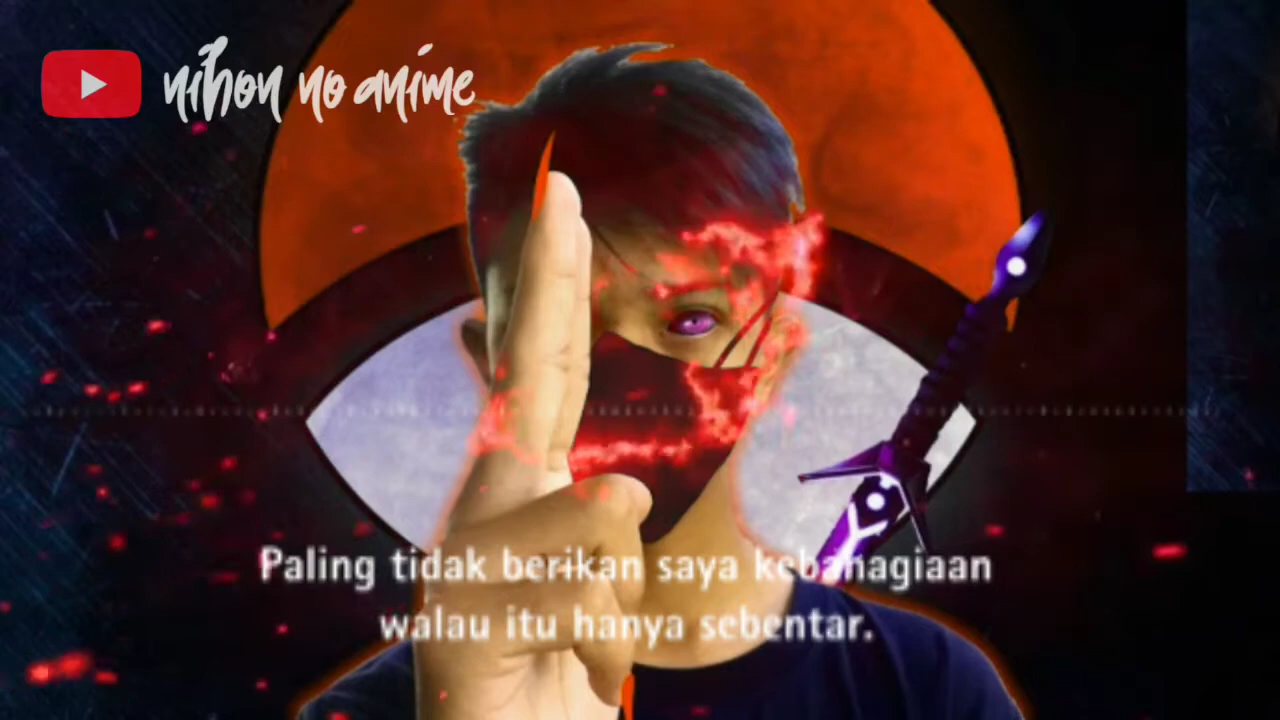 nihon no anime
Paling tidak berikan saya kebahagiaan
walau itu hanya sebentar.